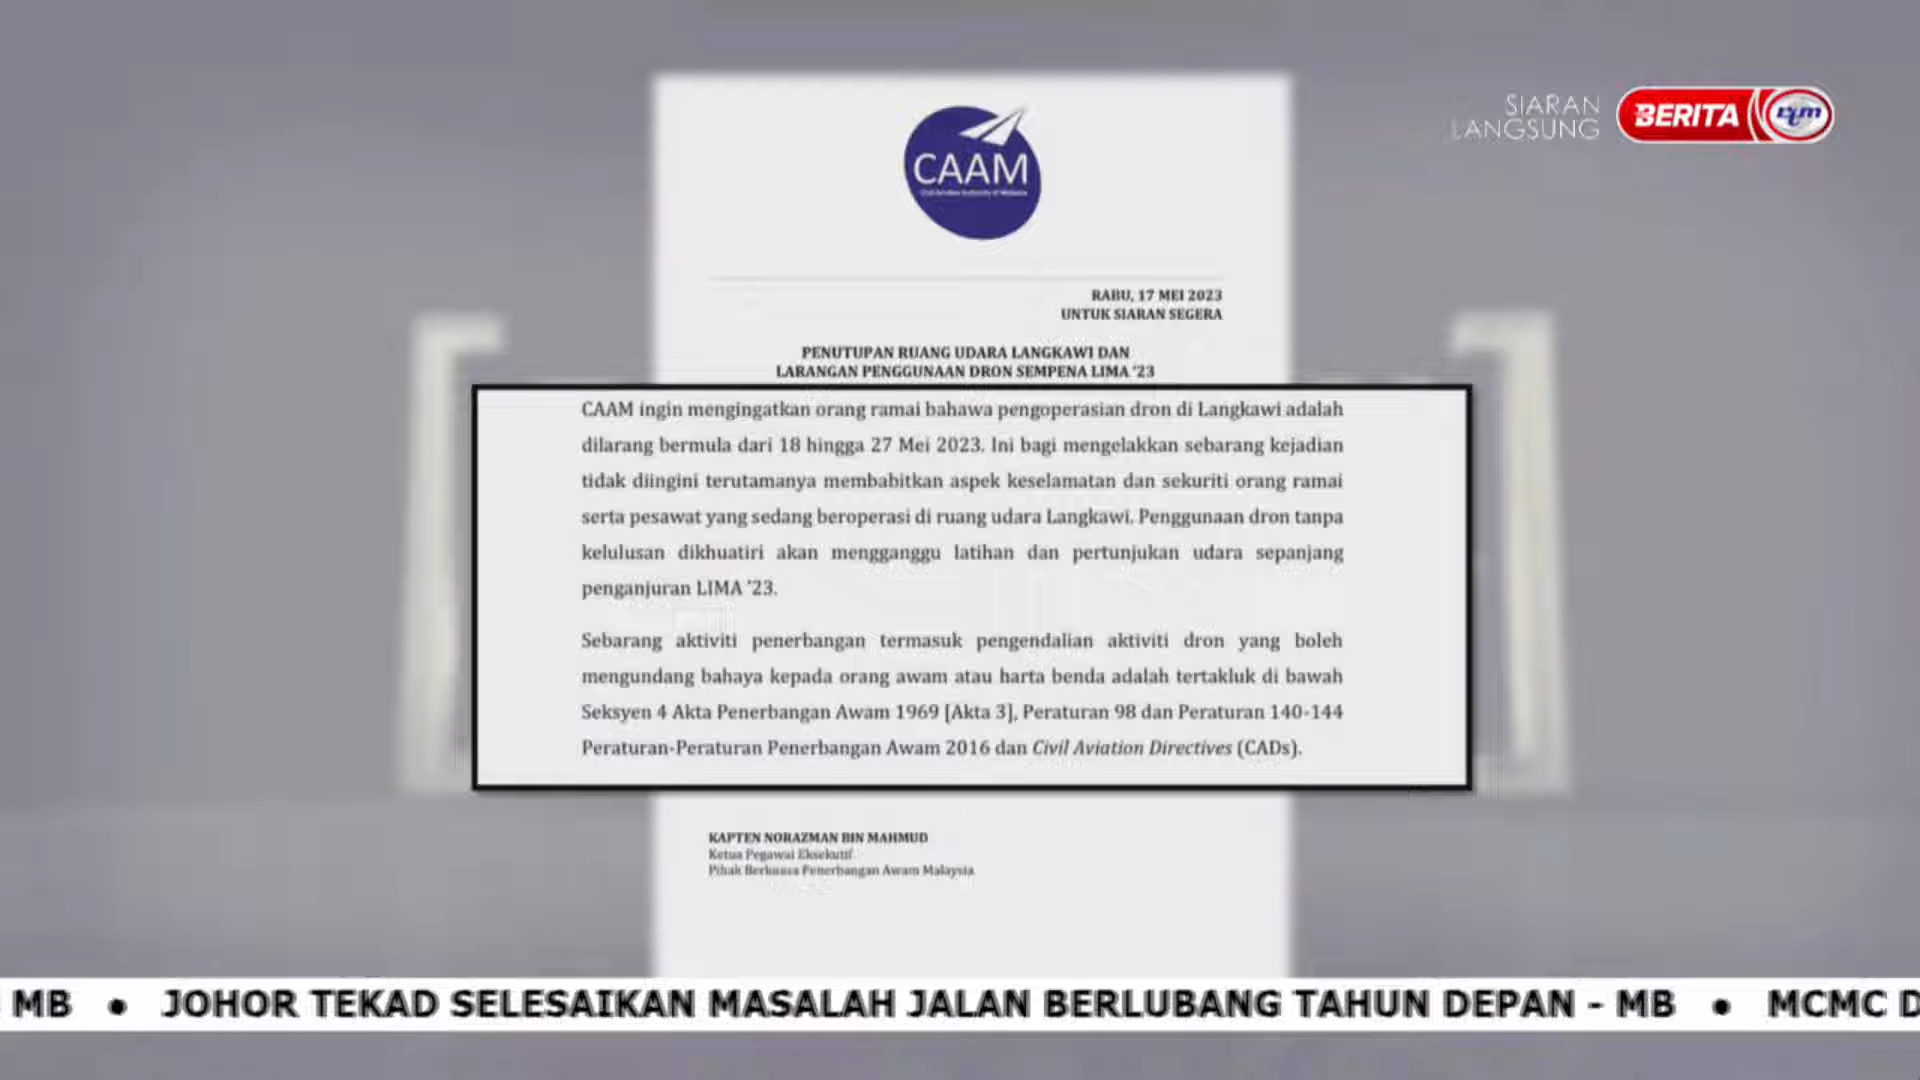 SIARAN
LANGSUNG
BERITA rtm
CAAM
Civil Aviation Authority of Malaysia
RABU, 17 MEI 2023
UNTUK SIARAN SEGERA
PENUTUPAN RUANG UDARA LANGKAWI DAN
LARANGAN PENGGUNAAN DRON SEMPENA LIMA ’23
CAAM ingin mengingatkan orang ramai bahawa pengoperasian dron di Langkawi adalah
dilarang bermula dari 18 hingga 27 Mei 2023. Ini bagi mengelakkan sebarang kejadian
tidak diingini terutamanya membabitkan aspek keselamatan dan sekuriti orang ramai
serta pesawat yang sedang beroperasi di ruang udara Langkawi. Penggunaan dron tanpa
kelulusan dikhuatiri akan mengganggu latihan dan pertunjukan udara sepanjang
penganjuran LIMA ’23.
Sebarang aktiviti penerbangan termasuk pengendalian aktiviti dron yang boleh
mengundang bahaya kepada orang awam atau harta benda adalah tertakluk di bawah
Seksyen 4 Akta Penerbangan Awam 1969 [Akta 3], Peraturan 98 dan Peraturan 140-144
Peraturan-Peraturan Penerbangan Awam 2016 dan Civil Aviation Directives (CADs).
KAPTEN NORAZMAN BIN MAHMUD
Ketua Pegawai Eksekutif
Pihak Berkuasa Penerbangan Awam Malaysia
MB • JOHOR TEKAD SELESAIKAN MASALAH JALAN BERLUBANG TAHUN DEPAN - MB • MCMC D